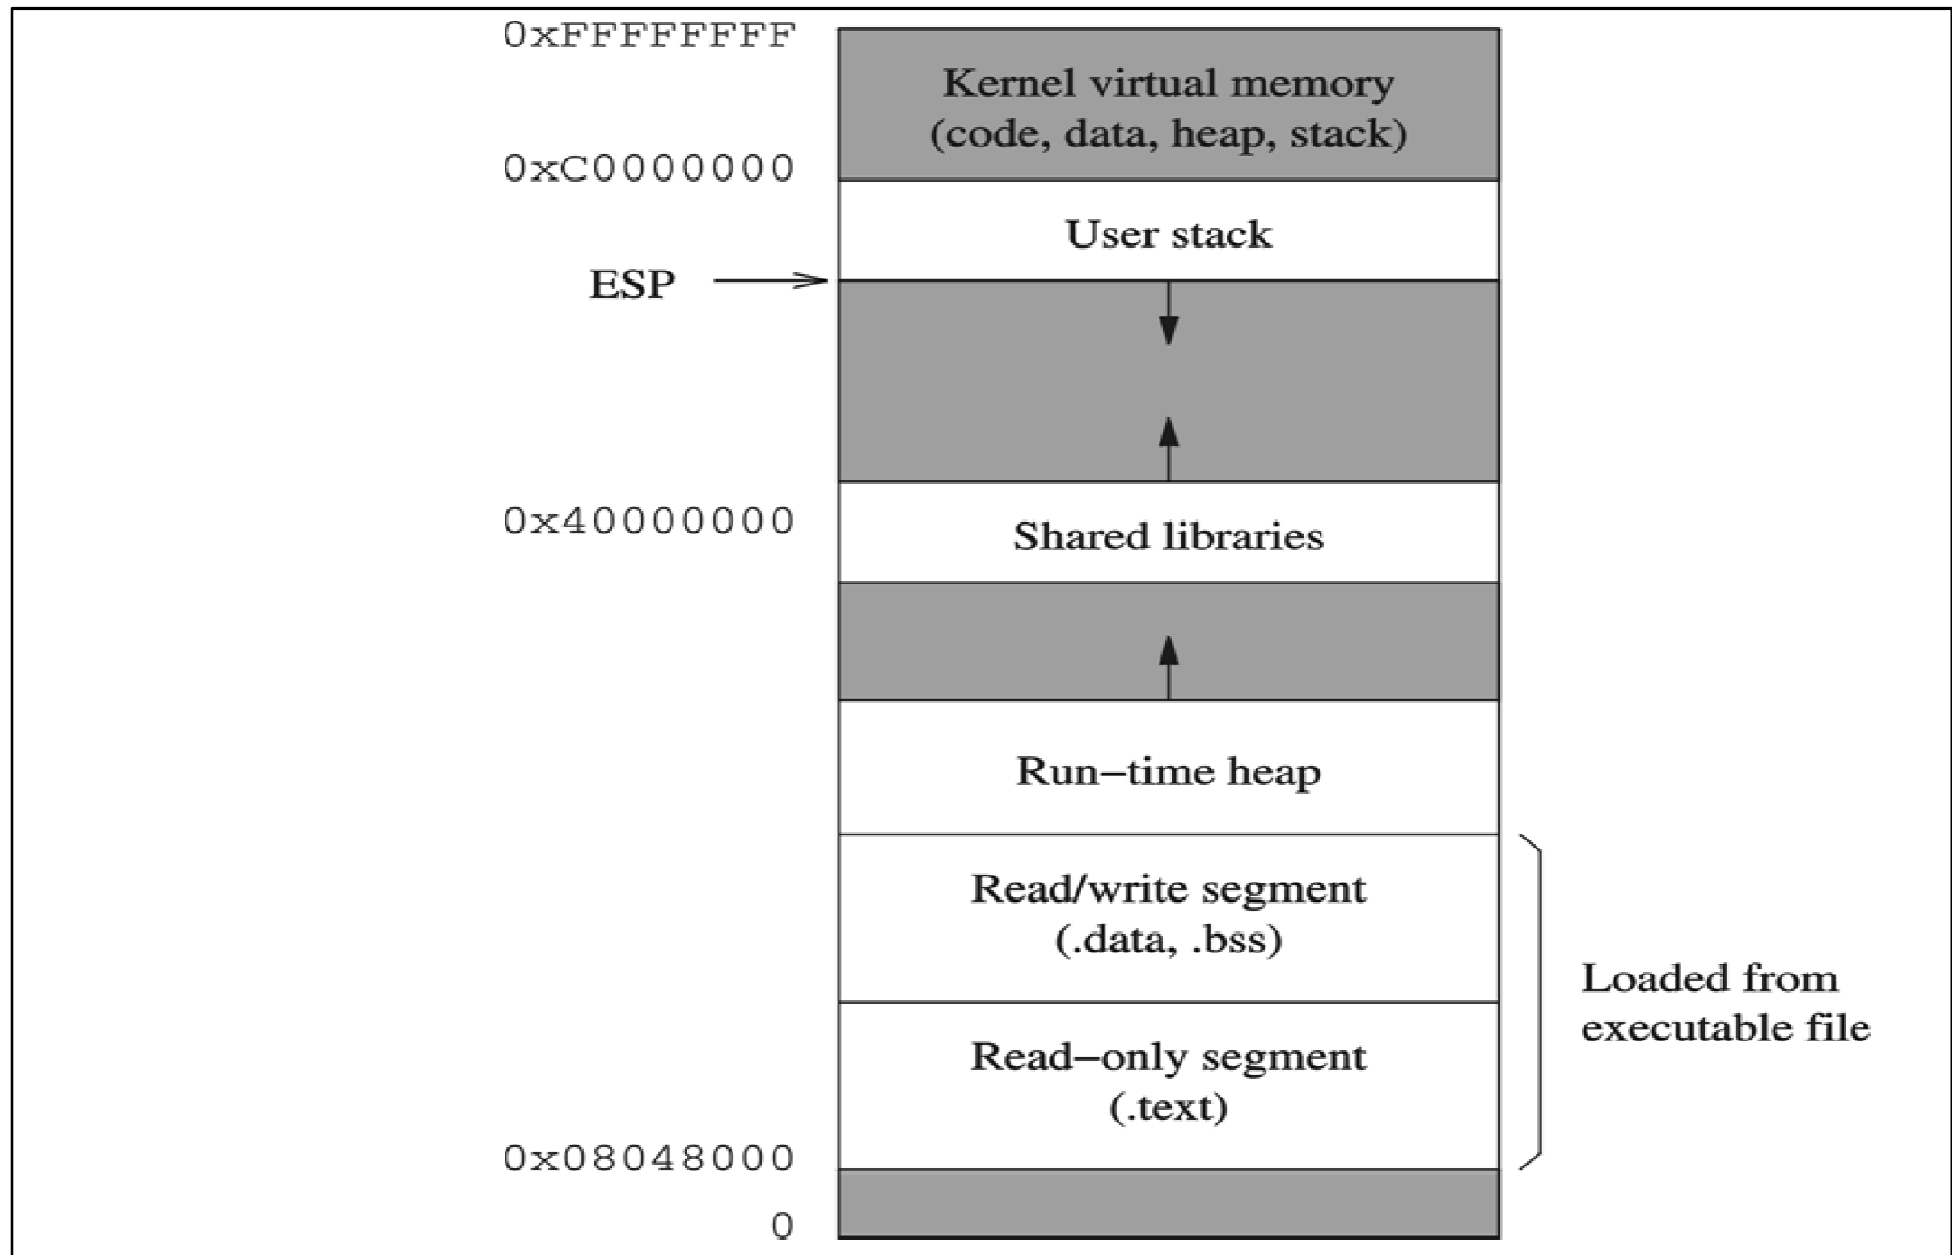 0xFFFFFFFF
Kernel virtual memory
(code, data, heap, stack)
0xC0000000
User stack
ESP
0x40000000
Shared libraries
Run−time heap
Read/write segment
(.data, .bss)
Loaded from
executable file
Read−only segment
(.text)
0x08048000
0